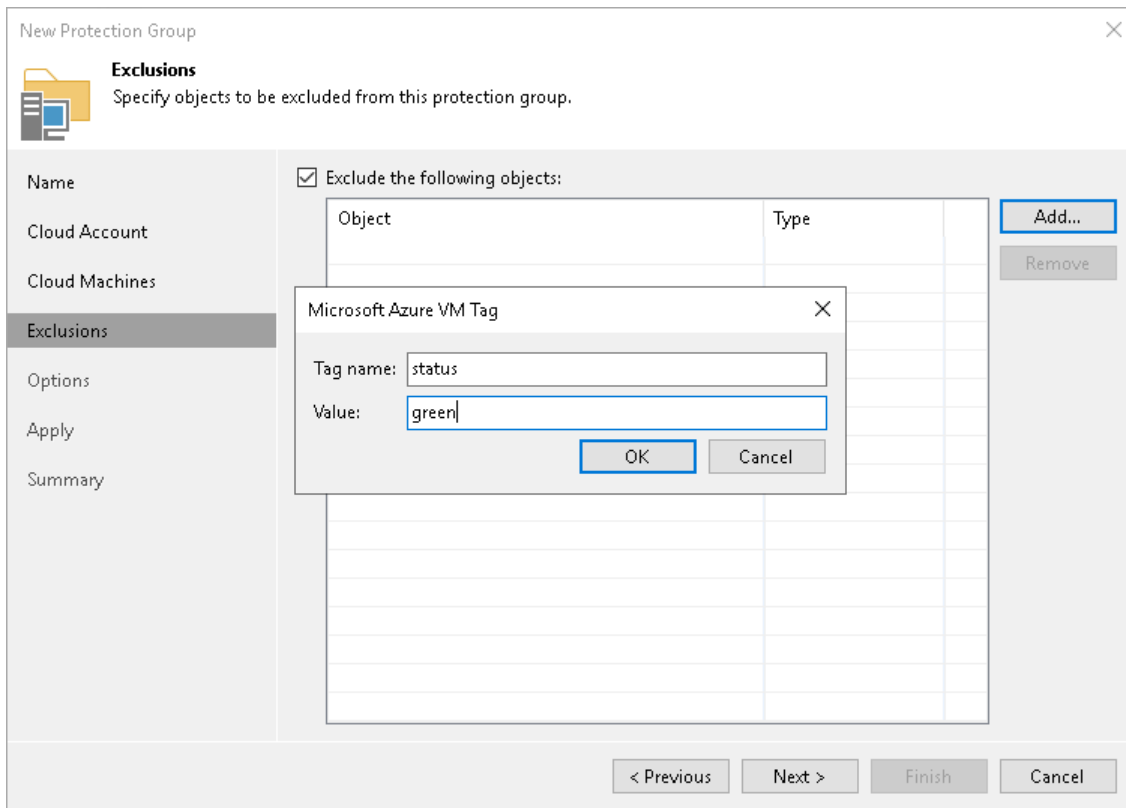 New Protection Group
Exclusions
Specify objects to be excluded from this protection group.
Name
Cloud Account
Cloud Machines
Exclusions
Options
Apply
Summary
Exclude the following objects:
Object Type
Add...
Remove
Microsoft Azure VM Tag
Tag name: status
Value: green
OK Cancel
< Previous Next > Finish Cancel